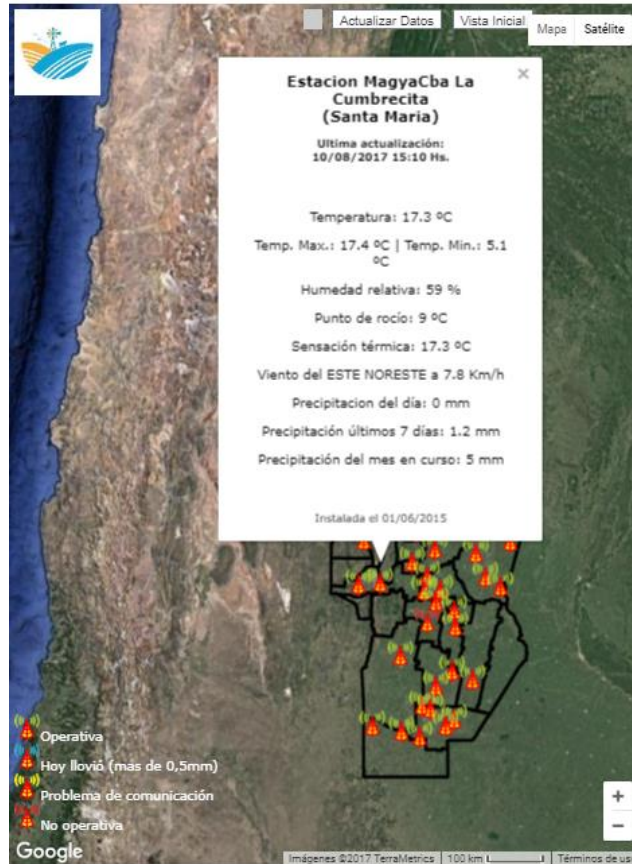 Actualizar Datos
Vista Inicial
Mapa
Satélite
Estacion MagyaCba La
Cumbrecita
(Santa Maria)
Ultima actualización:
10/08/2017 15:10 Hs.
Temperatura: 17.3 ºC
Temp. Max.: 17.4 ºC | Temp. Min.: 5.1
ºC
Humedad relativa: 59 %
Punto de rocío: 9 ºC
Sensación térmica: 17.3 ºC
Viento del ESTE NORESTE a 7.8 Km/h
Precipitacion del día: 0 mm
Precipitación últimos 7 días: 1.2 mm
Precipitación del mes en curso: 5 mm
Instalada el 01/06/2015
Operativa
Hoy llovió (mas de 0,5mm)
Problema de comunicación
No operativa
Google
Imágenes ©2017 TerraMetrics
100 km
Términos de uso